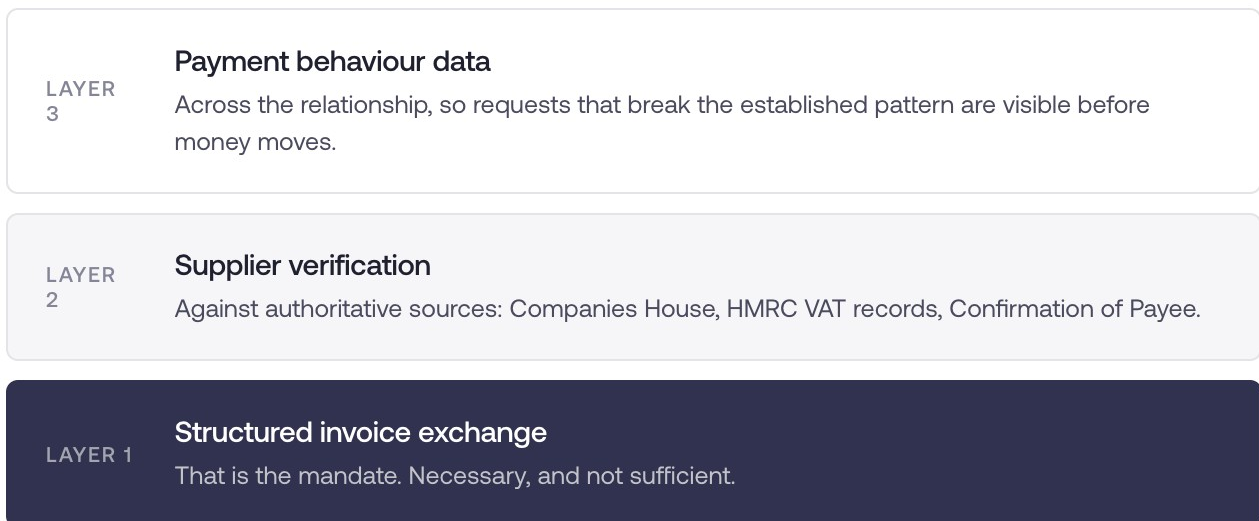 Payment behaviour data
LAYER
3
Across the relationship, so requests that break the established pattern are visible before
money moves.
Supplier verification
LAYER
2
Against authoritative sources: Companies House, HMRC VAT records, Confirmation of Payee.
Structured invoice exchange
LAYER 1
That is the mandate. Necessary, and not sufficient.